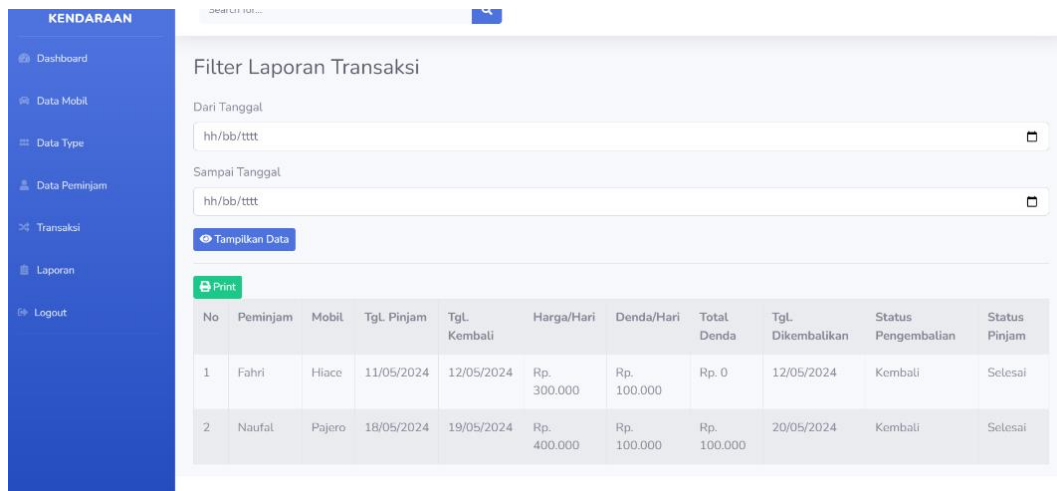 KENDARAAN
Search for...
Dashboard
Data Mobil
Data Type
Data Peminjam
Transaksi
Laporan
Logout
Filter Laporan Transaksi
Dari Tanggal
hh/bb/tttt
Sampai Tanggal
hh/bb/tttt
Tampilkan Data
Print
No Peminjam Mobil Tgl. Pinjam Tgl. Kembali Harga/Hari Denda/Hari Total Denda Tgl. Dikembalikan Status Pengembalian Status Pinjam
1 Fahri Hiace 11/05/2024 12/05/2024 Rp. 300.000 Rp. 100.000 Rp. 0 12/05/2024 Kembali Selesai
2 Naufal Pajero 18/05/2024 19/05/2024 Rp. 400.000 Rp. 100.000 Rp. 100.000 20/05/2024 Kembali Selesai